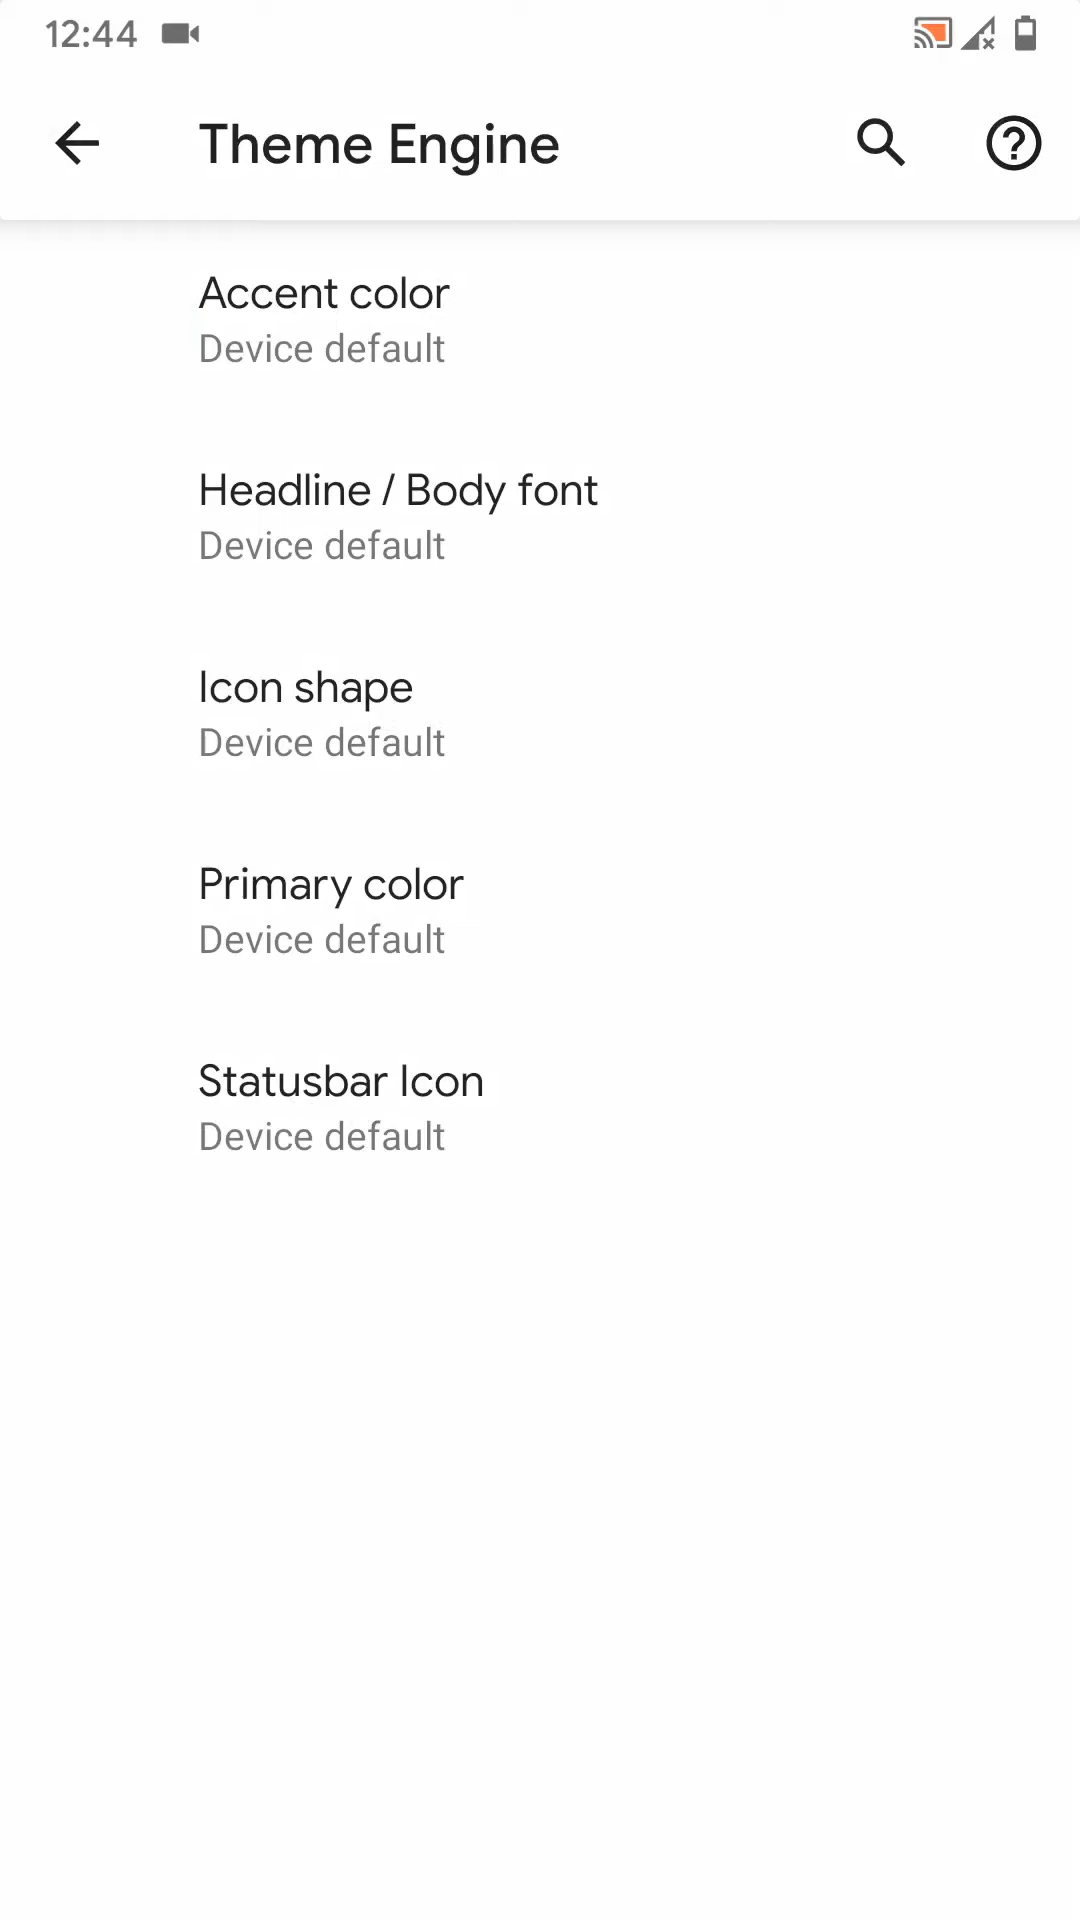 12:44
Theme Engine
Accent color
Device default
Headline / Body font
Device default
Icon shape
Device default
Primary color
Device default
Statusbar Icon
Device default